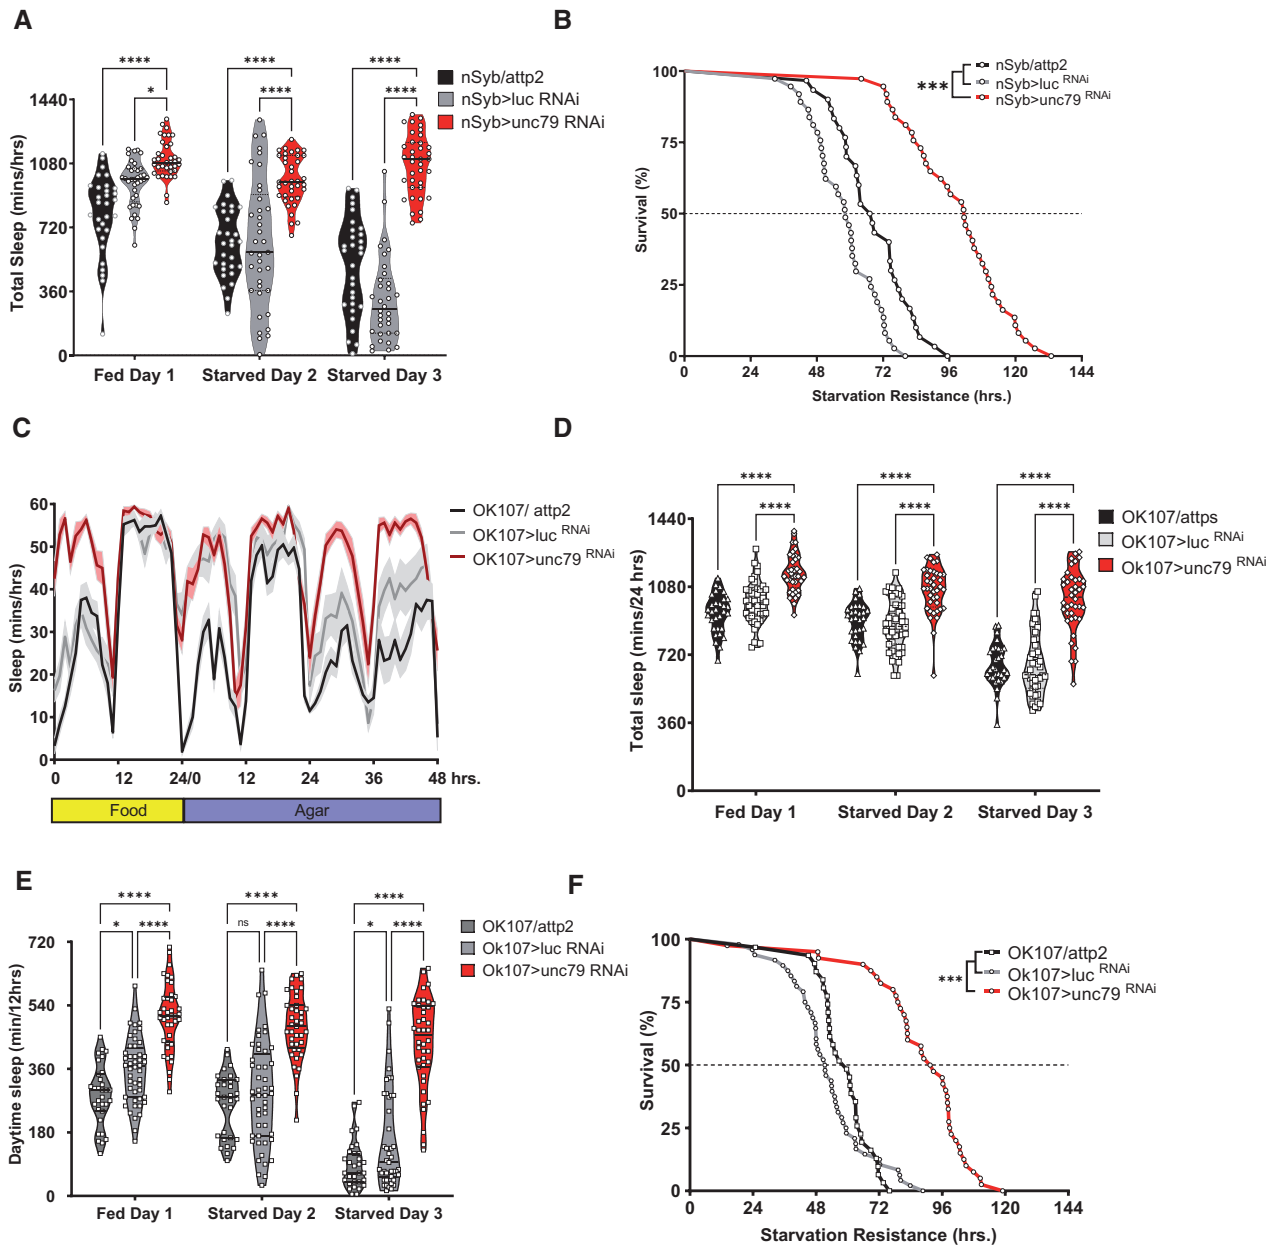 A
**** **** ****
* **** ****
nSyb/attp2
nSyb>luc RNAi
nSyb>unc79 RNAi
Total Sleep (mins/hrs)
1440
1080
720
360
0
Fed Day 1 Starved Day 2 Starved Day 3
B
nSyb/attp2
nSyb>luc RNAi
nSyb>unc79 RNAi
***
Survival (%)
100
75
50
25
0
0 24 48 72 96 120 144
Starvation Resistance (hrs.)
C
OK107/ attp2
OK107>luc RNAi
OK107>unc79 RNAi
Sleep (mins/hrs)
60
50
40
30
20
10
0
0 12 24/0 12 24 36 48 hrs.
Food Agar
D
**** **** ****
**** **** ****
OK107/attps
OK107>luc RNAi
Ok107>unc79 RNAi
Total sleep (mins/24 hrs)
1440
1080
720
360
0
Fed Day 1 Starved Day 2 Starved Day 3
E
**** **** ****
* **** ns **** * ****
OK107/attp2
Ok107>luc RNAi
Ok107>unc79 RNAi
Daytime sleep (min/12hrs)
720
540
360
180
0
Fed Day 1 Starved Day 2 Starved Day 3
F
OK107/attp2
Ok107>luc RNAi
Ok107>unc79 RNAi
***
Survival (%)
100
75
50
25
0
0 24 48 72 96 120 144
Starvation Resistance (hrs.)